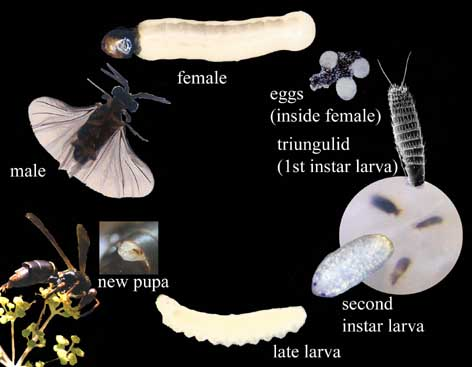 female
eggs
(inside female)
triungulid
(1st instar larva)
male
new pupa
second
instar larva
late larva